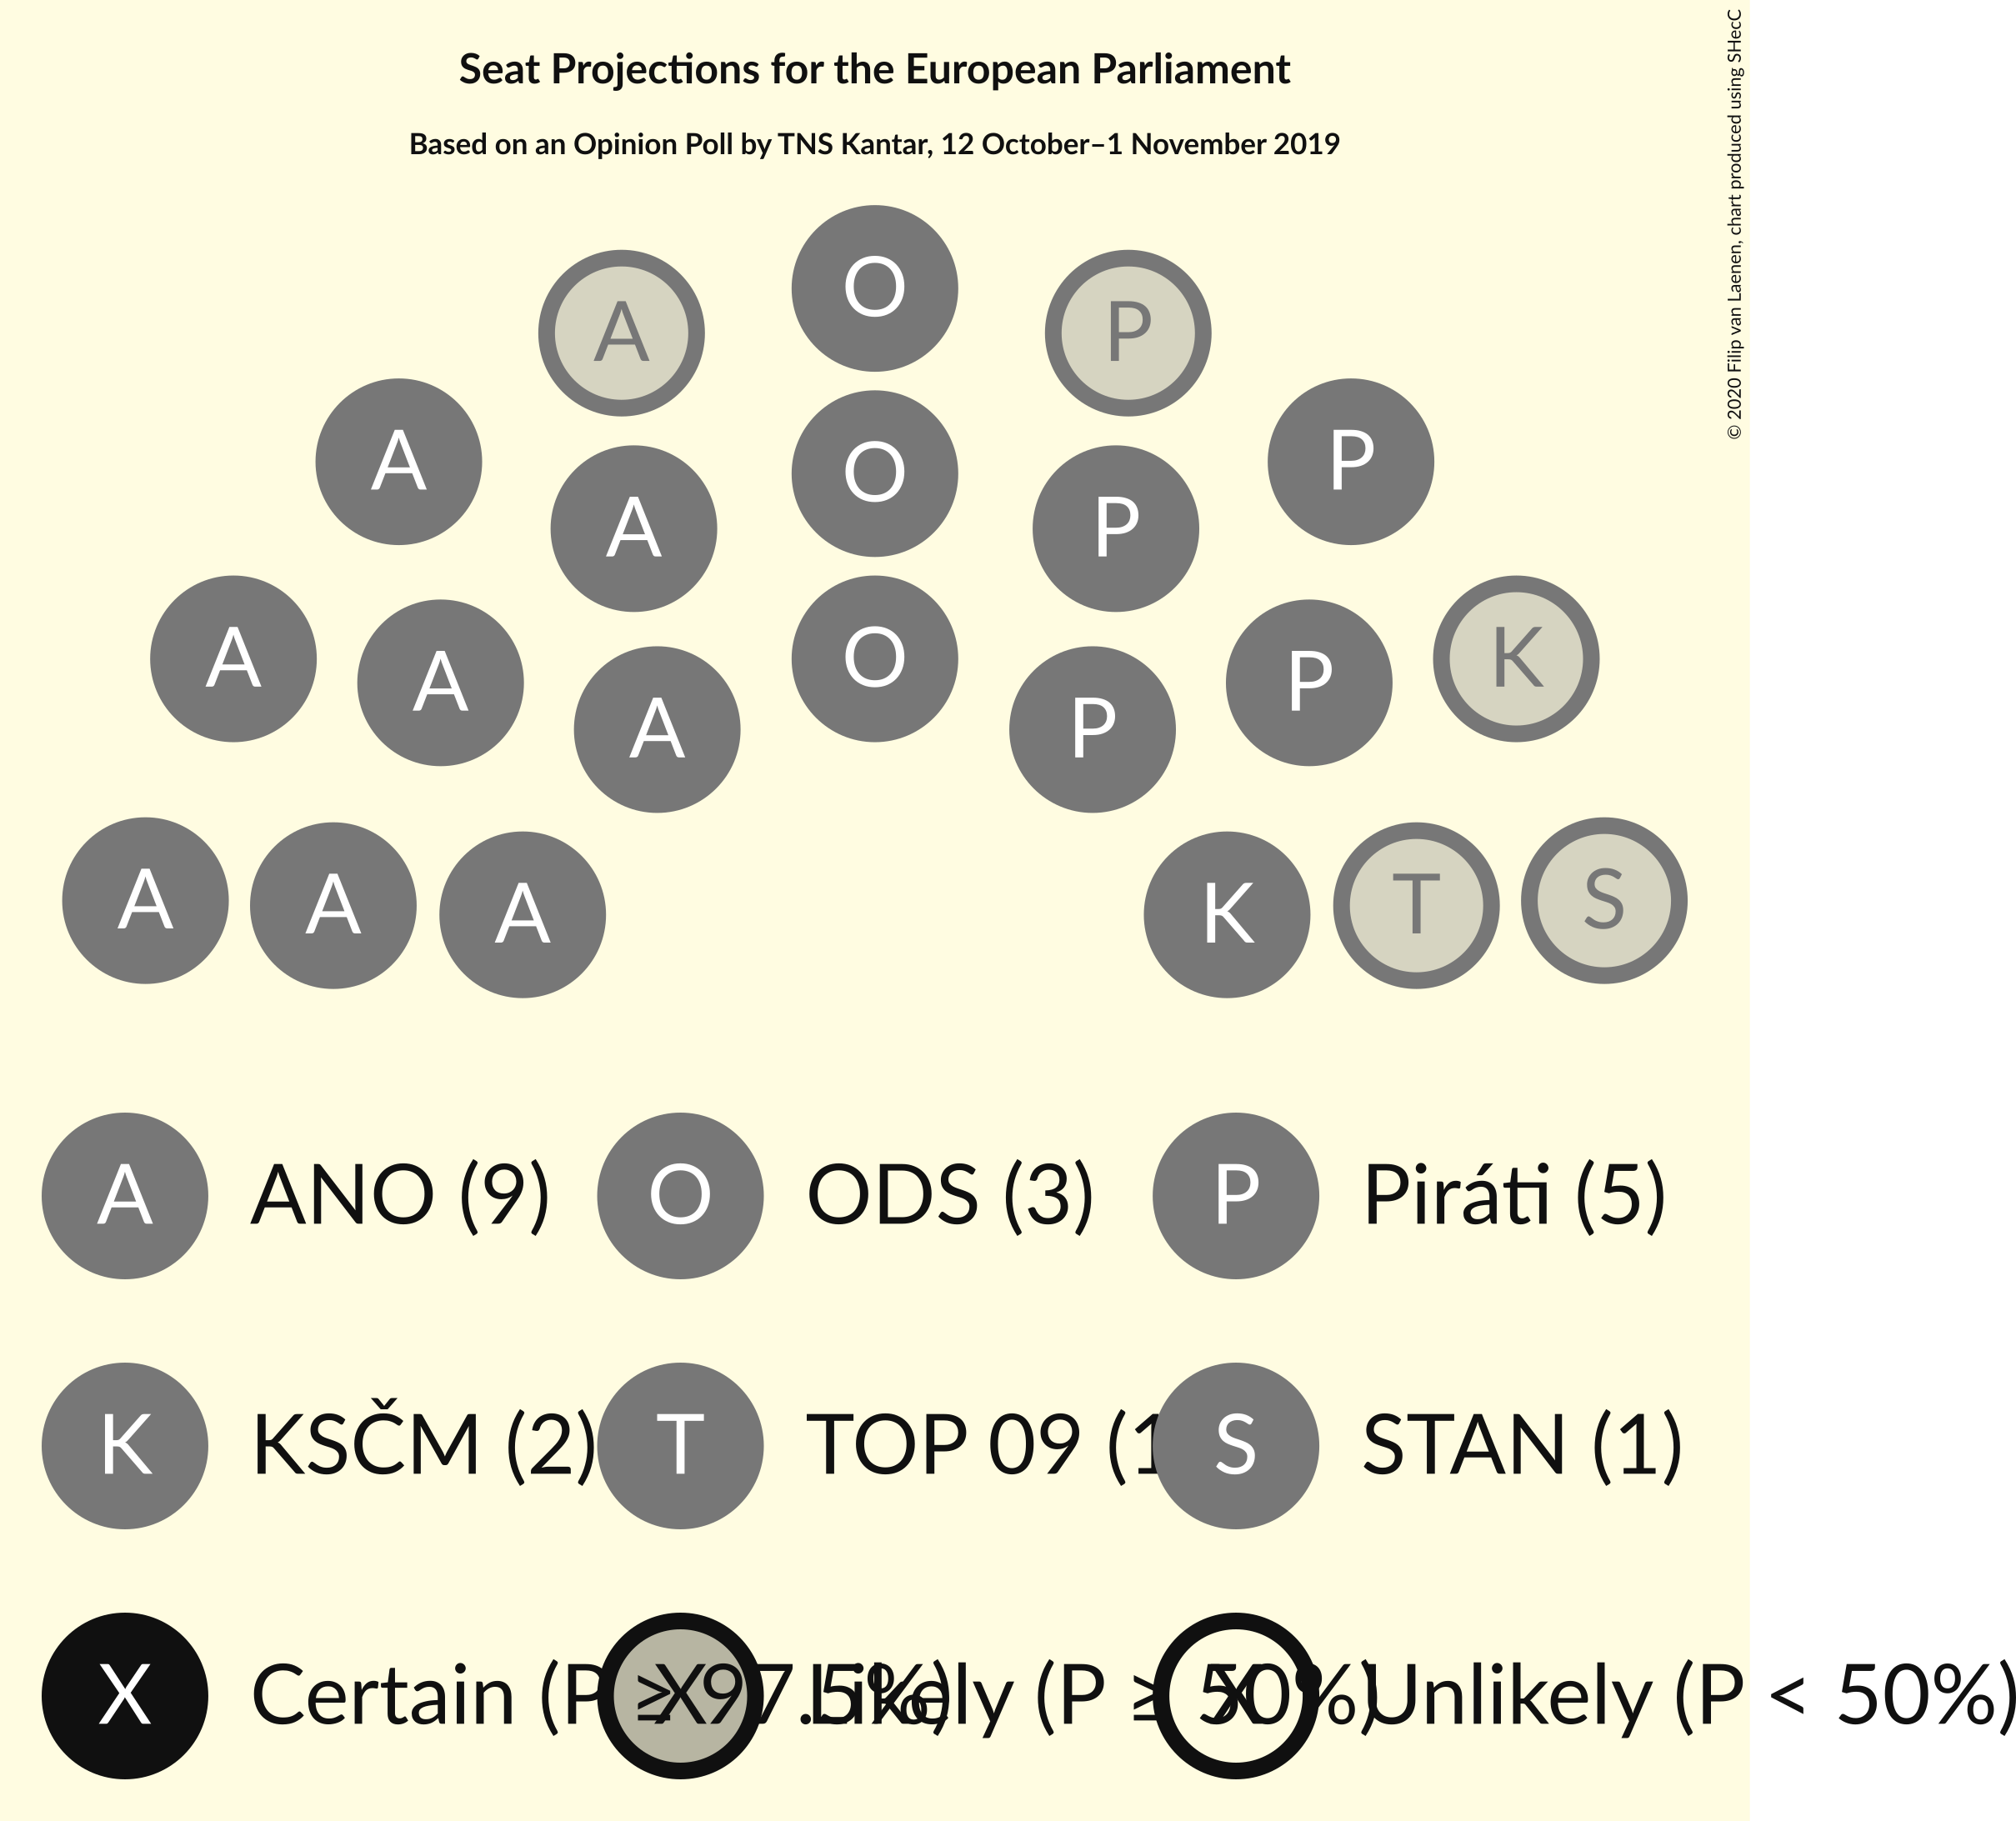 Seat Projections for the European Parliament
Based on an Opinion Poll by TNS Kantar, 12 October–1 November 2019
© 2020 Filip van Laenen, chart produced using SHecC
O
A P
A P
O
A P
A K
O
A P
A P
A A A K T S
A ANO (9) O ODS (3) P Piráti (5)
K KSČM (2) T TOP 09 (1 S STAN (1)
X Certain (P ≥ 97.5%) X Likely (P ≥ 50%) X Unlikely (P < 50%)